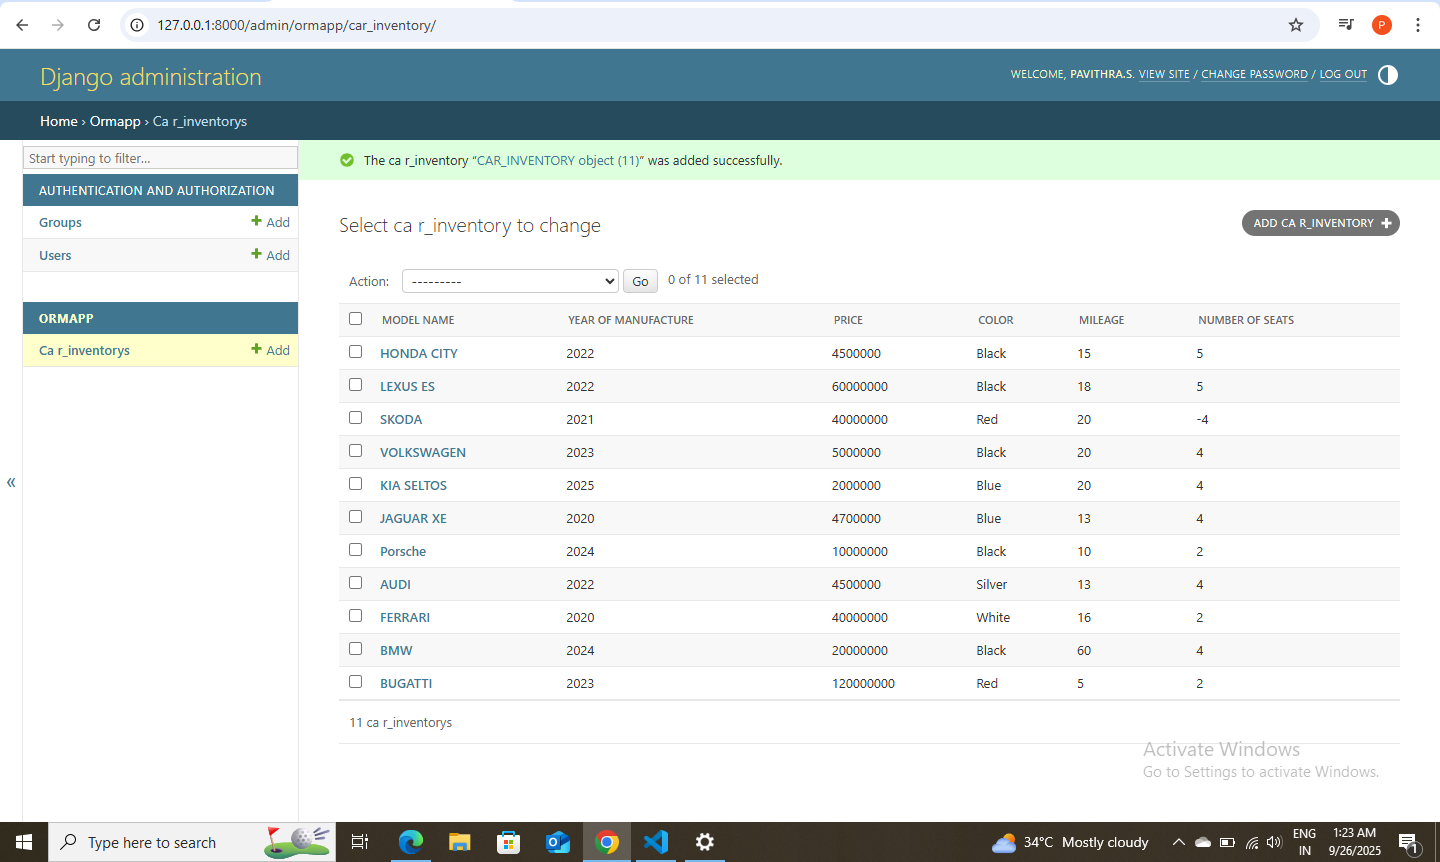 127.0.0.1:8000/admin/ormapp/car_inventory/
P
Django administration
WELCOME, PAVITHRA.S. VIEW SITE / CHANGE PASSWORD / LOG OUT
Home › Ormapp › Ca r_inventorys
Start typing to filter...
AUTHENTICATION AND AUTHORIZATION
Groups + Add
Users + Add
ORMAPP
Ca r_inventorys + Add
«
The ca r_inventory “CAR_INVENTORY object (11)” was added successfully.
Select ca r_inventory to change
ADD CA R_INVENTORY +
Action: --------- Go 0 of 11 selected
MODEL NAME YEAR OF MANUFACTURE PRICE COLOR MILEAGE NUMBER OF SEATS
HONDA CITY 2022 4500000 Black 15 5
LEXUS ES 2022 60000000 Black 18 5
SKODA 2021 40000000 Red 20 -4
VOLKSWAGEN 2023 5000000 Black 20 4
KIA SELTOS 2025 2000000 Blue 20 4
JAGUAR XE 2020 4700000 Blue 13 4
Porsche 2024 10000000 Black 10 2
AUDI 2022 4500000 Silver 13 4
FERRARI 2020 40000000 White 16 2
BMW 2024 20000000 Black 60 4
BUGATTI 2023 120000000 Red 5 2
11 ca r_inventorys
Activate Windows
Go to Settings to activate Windows.
Type here to search
34°C Mostly cloudy
ENG
IN
1:23 AM
9/26/2025
1